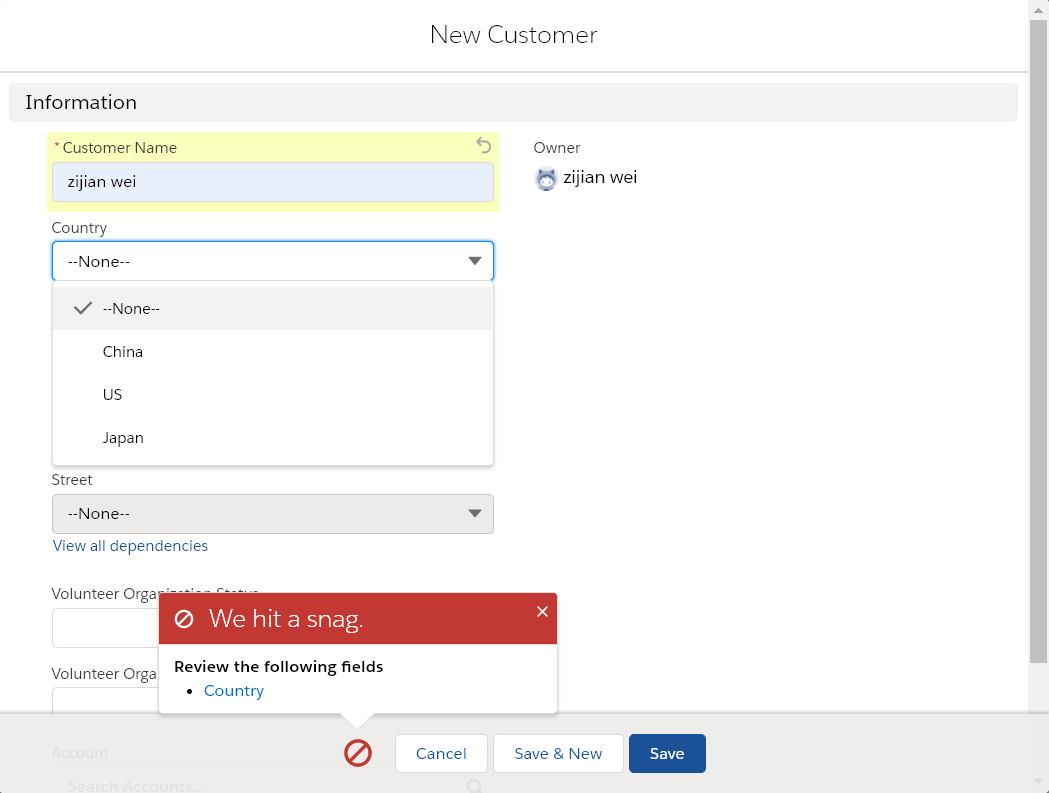 New Customer
Information
* Customer Name
zijian wei
Owner
zijian wei
Country
--None--
--None--
China
US
Japan
Street
--None--
View all dependencies
Volunteer Organization Status
We hit a snag.
Review the following fields
• Country
Volunteer Orga
Account
Search Accounts...
Cancel
Save & New
Save